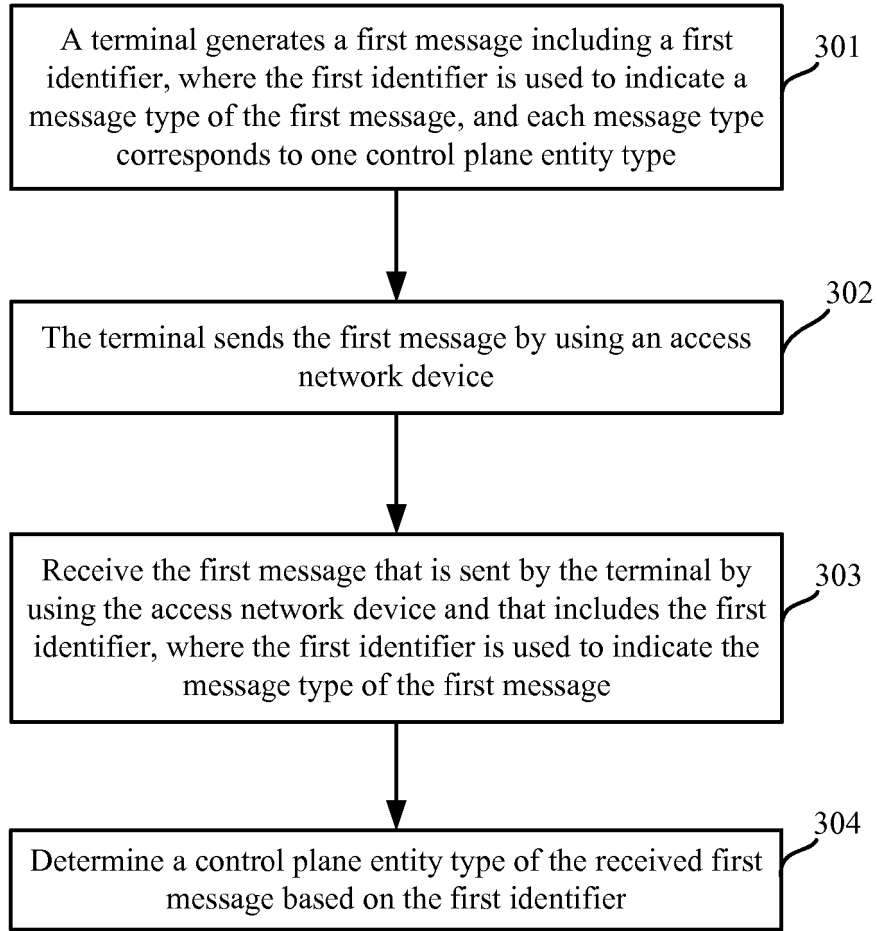 A terminal generates a first message including a first
identifier, where the first identifier is used to indicate a
message type of the first message, and each message type
corresponds to one control plane entity type
301
The terminal sends the first message by using an access
network device
302
Receive the first message that is sent by the terminal by
using the access network device and that includes the first
identifier, where the first identifier is used to indicate the
message type of the first message
303
Determine a control plane entity type of the received first
message based on the first identifier
304